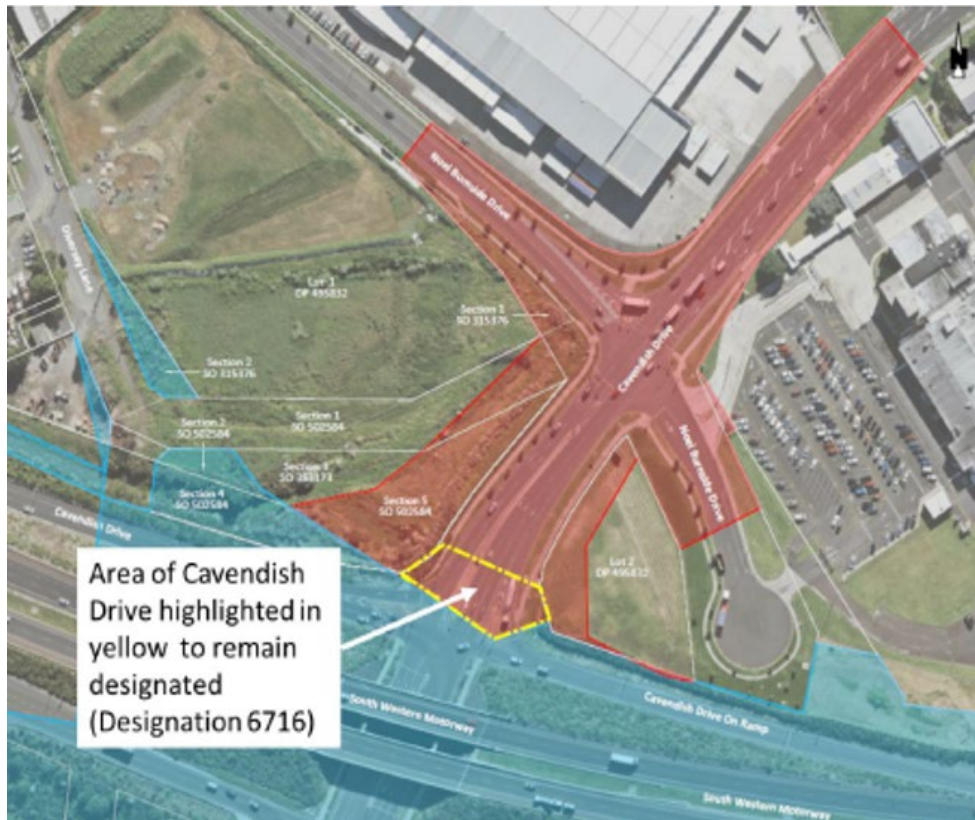 N
Noel Burnside Drive
Diversey Lane
Lot 1
DP 495832
Section 1
SO 315376
Section 2
SO 315376
Cavendish Drive
Section 1
SO 502584
Section 2
SO 502584
Section 3
Section 5
SO 502584
Section 4
SO 502584
Noel Burnside Drive
Cavendish Drive
Lot 2
DP 495832
Area of Cavendish
Drive highlighted in
yellow to remain
designated
(Designation 6716)
Cavendish Drive On Ramp
South Western Motorway
South Western Motorway